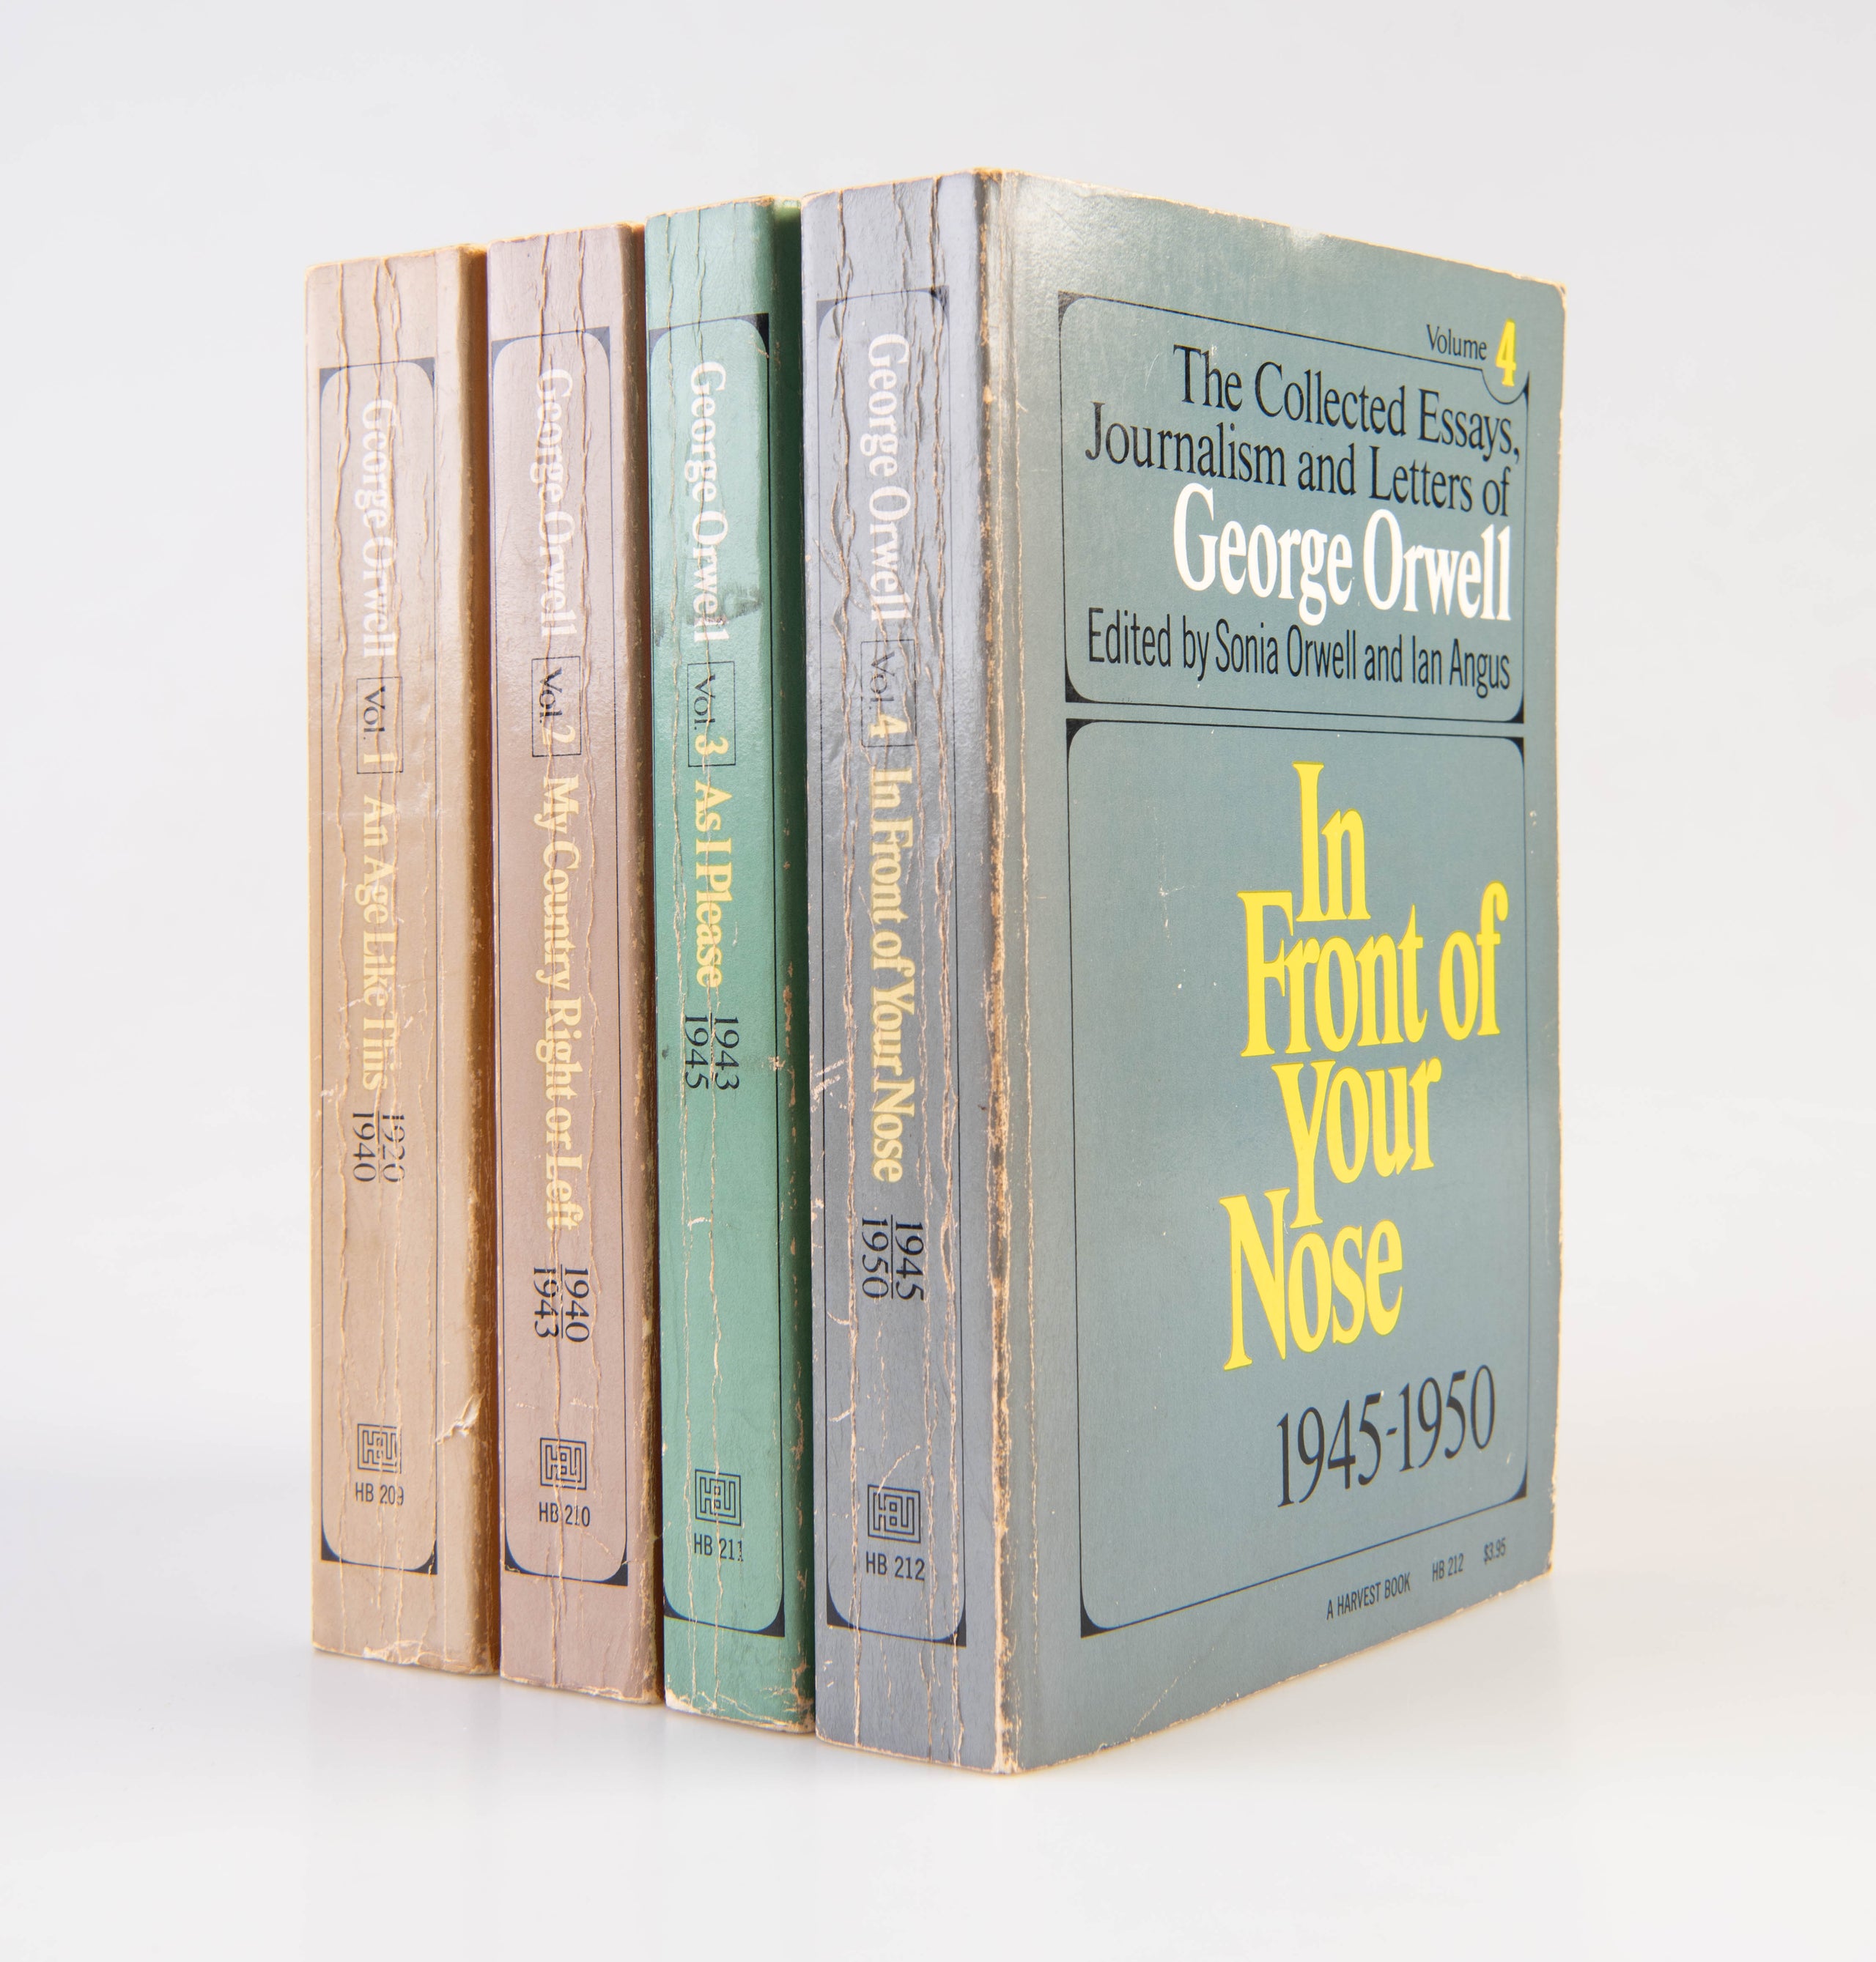 George Orwell Vol. 1 An Age Like This 1920 1940
HB 209
George Orwell Vol. 2 My Country Right or Left 1940 1943
HB 210
George Orwell Vol. 3 As I Please 1943 1945
HB 211
George Orwell Vol. 4 In Front of Your Nose 1945 1950
HB 212
Volume 4
The Collected Essays,
Journalism and Letters of
George Orwell
Edited by Sonia Orwell and Ian Angus
In
Front of
Your
Nose
1945-1950
A HARVEST BOOK HB 212 $3.95